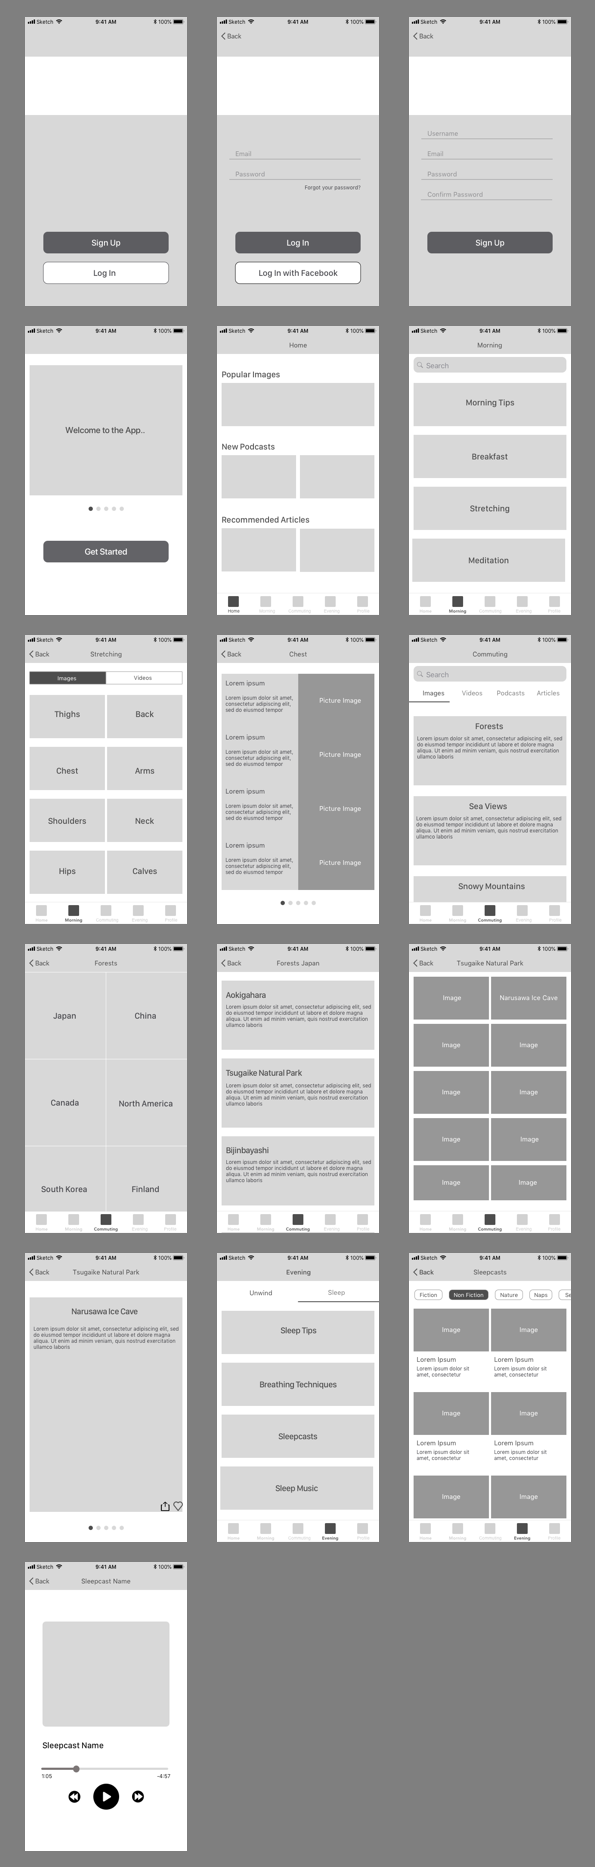 Sketch 9:41 AM 100%
Sign Up
Log In
Sketch 9:41 AM 100%
Back
Email
Password
Forgot your password?
Log In
Log In with Facebook
Sketch 9:41 AM 100%
Back
Username
Email
Password
Confirm Password
Sign Up
Sketch 9:41 AM 100%
Welcome to the App..
Get Started
Sketch 9:41 AM 100%
Home
Popular Images
New Podcasts
Recommended Articles
Home Morning Commuting Evening Profile
Sketch 9:41 AM 100%
Morning
Search
Morning Tips
Breakfast
Stretching
Meditation
Home Morning Commuting Evening Profile
Sketch 9:41 AM 100%
Back Stretching
Images Videos
Thighs Back
Chest Arms
Shoulders Neck
Hips Calves
Home Morning Commuting Evening Profile
Sketch 9:41 AM 100%
Back Chest
Lorem ipsum
Lorem ipsum dolor sit amet,
consectetur adipiscing elit,
sed do eiusmod tempor
Picture Image
Lorem ipsum
Lorem ipsum dolor sit amet,
consectetur adipiscing elit,
sed do eiusmod tempor
Picture Image
Lorem ipsum
Lorem ipsum dolor sit amet,
consectetur adipiscing elit,
sed do eiusmod tempor
Picture Image
Lorem ipsum
Lorem ipsum dolor sit amet,
consectetur adipiscing elit,
sed do eiusmod tempor
Picture Image
Sketch 9:41 AM 100%
Commuting
Search
Images Videos Podcasts Articles
Forests
Lorem ipsum dolor sit amet, consectetur adipiscing elit, sed
do eiusmod tempor incididunt ut labore et dolore magna
aliqua. Ut enim ad minim veniam, quis nostrud exercitation
ullamco laboris
Sea Views
Lorem ipsum dolor sit amet, consectetur adipiscing elit, sed
do eiusmod tempor incididunt ut labore et dolore magna
aliqua. Ut enim ad minim veniam, quis nostrud exercitation
ullamco laboris
Snowy Mountains
Home Morning Commuting Evening Profile
Sketch 9:41 AM 100%
Back Forests
Japan China
Canada North America
South Korea Finland
Home Morning Commuting Evening Profile
Sketch 9:41 AM 100%
Back Forests Japan
Aokigahara
Lorem ipsum dolor sit amet, consectetur adipiscing elit, sed
do eiusmod tempor incididunt ut labore et dolore magna
aliqua. Ut enim ad minim veniam, quis nostrud exercitation
ullamco laboris
Tsugaike Natural Park
Lorem ipsum dolor sit amet, consectetur adipiscing elit, sed
do eiusmod tempor incididunt ut labore et dolore magna
aliqua. Ut enim ad minim veniam, quis nostrud exercitation
ullamco laboris
Bijinbayashi
Lorem ipsum dolor sit amet, consectetur adipiscing elit, sed
do eiusmod tempor incididunt ut labore et dolore magna
aliqua. Ut enim ad minim veniam, quis nostrud exercitation
ullamco laboris
Home Morning Commuting Evening Profile
Sketch 9:41 AM 100%
Back Tsugaike Natural Park
Image Narusawa Ice Cave
Image Image
Image Image
Image Image
Image Image
Home Morning Commuting Evening Profile
Sketch 9:41 AM 100%
Back Tsugaike Natural Park
Narusawa Ice Cave
Lorem ipsum dolor sit amet, consectetur adipiscing elit, sed
do eiusmod tempor incididunt ut labore et dolore magna
aliqua. Ut enim ad minim veniam, quis nostrud exercitation
ullamco laboris
Sketch 9:41 AM 100%
Evening
Unwind Sleep
Sleep Tips
Breathing Techniques
Sleepcasts
Sleep Music
Home Morning Commuting Evening Profile
Sketch 9:41 AM 100%
Back Sleepcasts
Fiction Non Fiction Nature Naps Se
Image Image
Lorem Ipsum Lorem Ipsum
Lorem ipsum dolor sit Lorem ipsum dolor sit
amet, consectetur amet, consectetur
Image Image
Lorem Ipsum Lorem Ipsum
Lorem ipsum dolor sit Lorem ipsum dolor sit
amet, consectetur amet, consectetur
Image Image
Home Morning Commuting Evening Profile
Sketch 9:41 AM 100%
Back Sleepcast Name
Sleepcast Name
1:05 -4:57